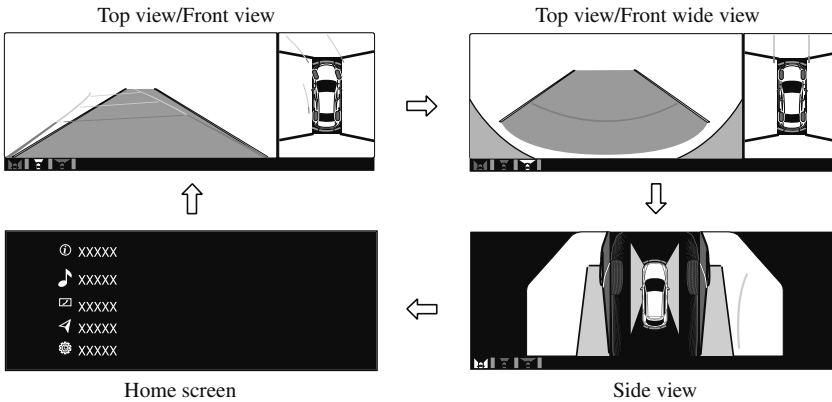 Top view/Front view
Top view/Front wide view
XXXXX
XXXXX
XXXXX
XXXXX
XXXXX
Home screen
Side view